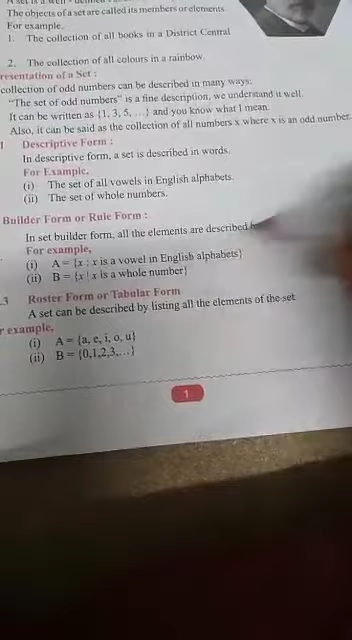 A set is a well - defined
The objects of a set are called its members or elements.
For example,
1. The collection of all books in a District Central
2. The collection of all colours in a rainbow.
resentation of a Set :
collection of odd numbers can be described in many ways:
"The set of odd numbers" is a fine description, we understand it well.
It can be written as {1, 3, 5, ...} and you know what I mean.
Also, it can be said as the collection of all numbers x where x is an odd number.
1 Descriptive Form :
In descriptive form, a set is described in words.
For Example,
(i) The set of all vowels in English alphabets.
(ii) The set of whole numbers.
Builder Form or Rule Form :
In set builder form, all the elements are described
For example,
(i) A = {x : x is a vowel in English alphabets}
(ii) B = {x | x is a whole number}
.3 Roster Form or Tabular Form
A set can be described by listing all the elements of the set
r example,
(i) A = {a, e, i, o, u}
(ii) B = {0,1,2,3,...}
1